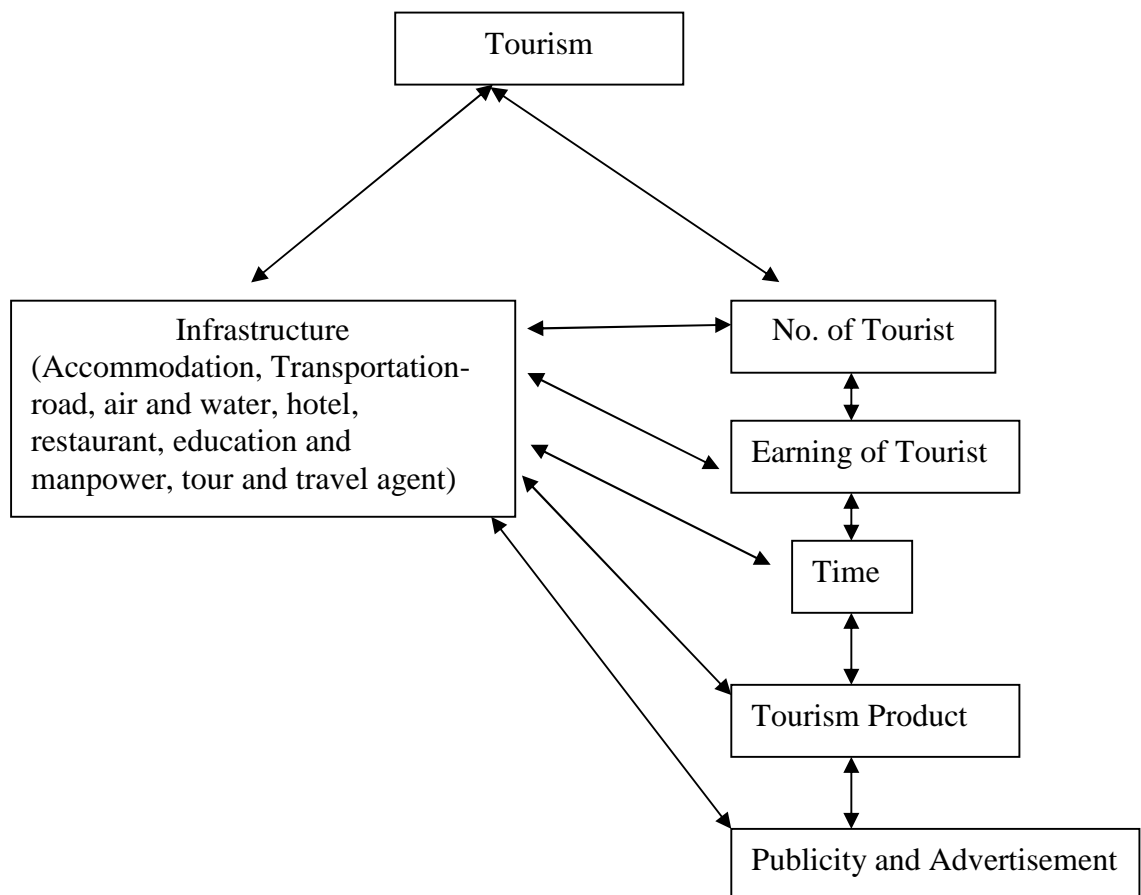 Tourism
Infrastructure
(Accommodation, Transportation-
road, air and water, hotel,
restaurant, education and
manpower, tour and travel agent)
No. of Tourist
Earning of Tourist
Time
Tourism Product
Publicity and Advertisement